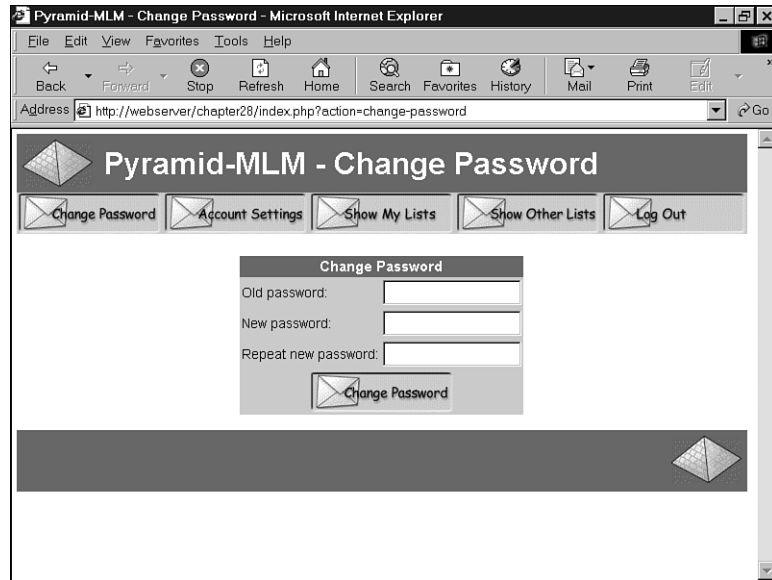 Pyramid-MLM - Change Password - Microsoft Internet Explorer
File Edit View Favorites Tools Help
Back Forward Stop Refresh Home Search Favorites History Mail Print Edit »
Address http://webserver/chapter28/index.php?action=change-password Go
Pyramid-MLM - Change Password
Change Password Account Settings Show My Lists Show Other Lists Log Out
Change Password
Old password:
New password:
Repeat new password:
Change Password